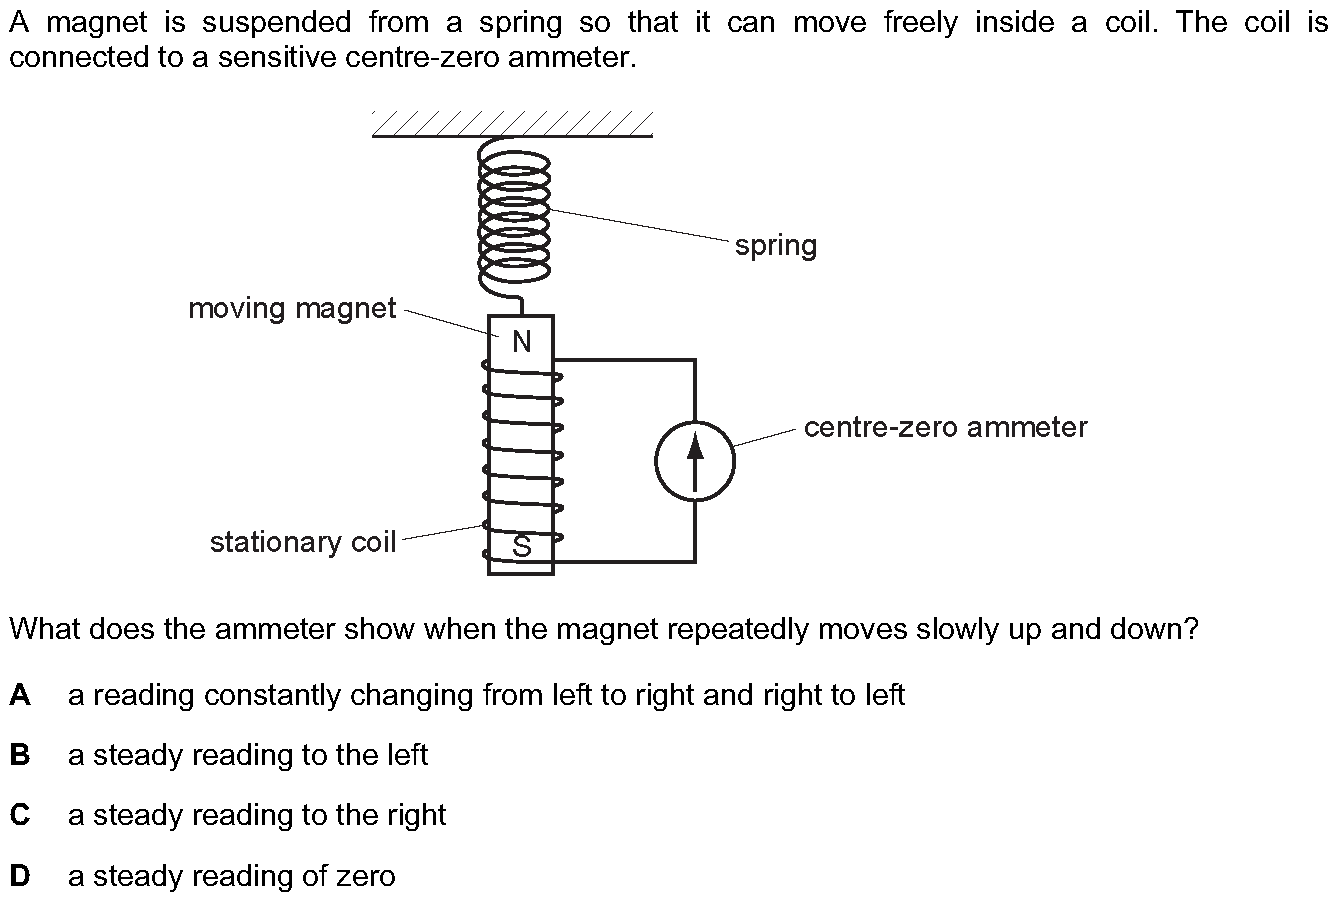 A magnet is suspended from a spring so that it can move freely inside a coil. The coil is
connected to a sensitive centre-zero ammeter.
spring
moving magnet
N
centre-zero ammeter
stationary coil
S
What does the ammeter show when the magnet repeatedly moves slowly up and down?
A a reading constantly changing from left to right and right to left
B a steady reading to the left
C a steady reading to the right
D a steady reading of zero